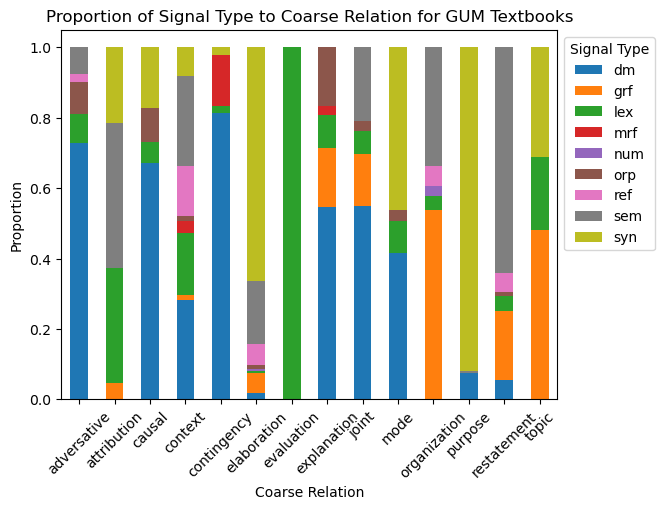 Proportion of Signal Type to Coarse Relation for GUM Textbooks
Proportion
1.0
0.8
0.6
0.4
0.2
0.0
adversative
attribution
causal
context
contingency
elaboration
evaluation
explanation
joint
mode
organization
purpose
restatement
topic
Coarse Relation
Signal Type
dm
grf
lex
mrf
num
orp
ref
sem
syn